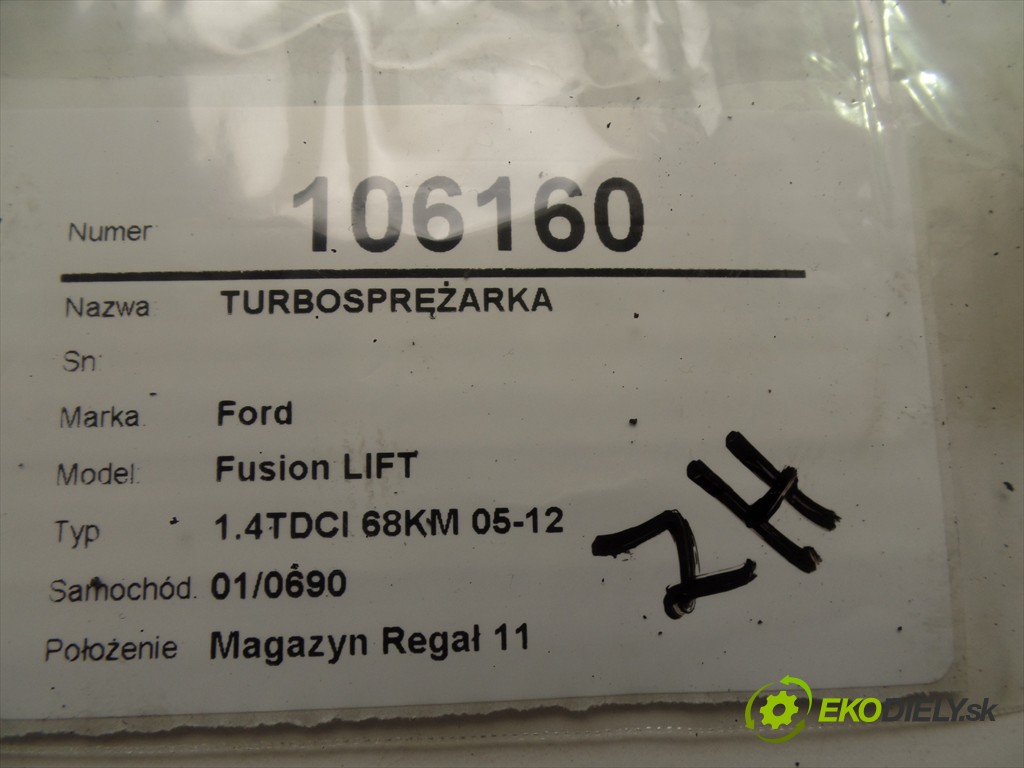 Numer 106160
Nazwa TURBOSPRĘŻARKA
Sn:
Marka: Ford
Model: Fusion LIFT
Typ 1.4TDCI 68KM 05-12
Samochód: 01/0690
Położenie Magazyn Regał 11
2H
EKODIELY.sk